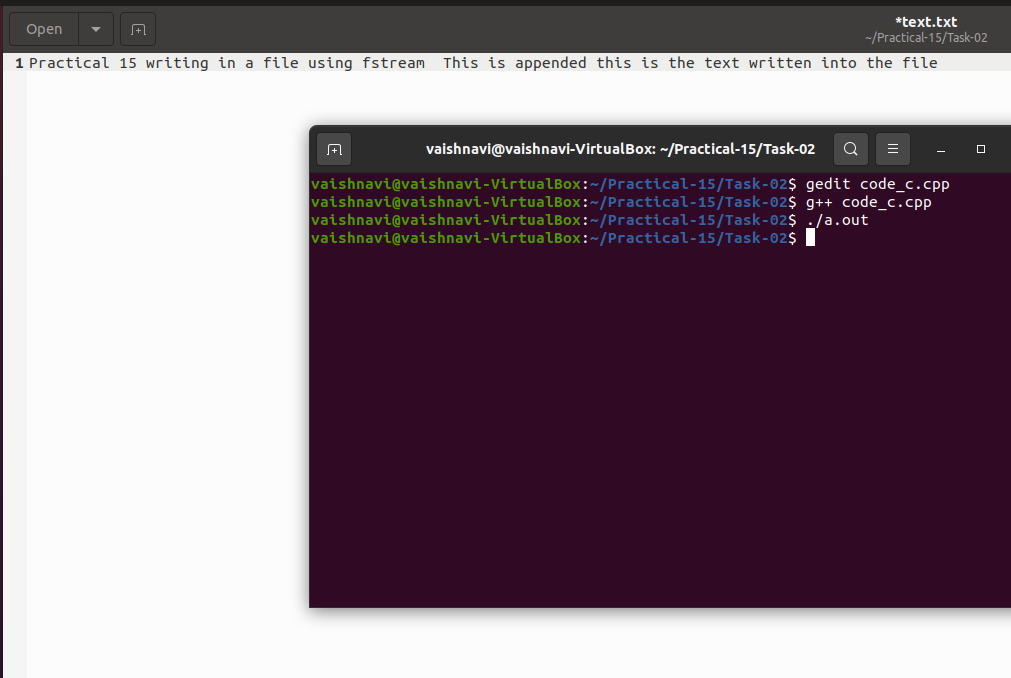 Open
*text.txt
~/Practical-15/Task-02
1 Practical 15 writing in a file using fstream  This is appended this is the text written into the file
vaishnavi@vaishnavi-VirtualBox: ~/Practical-15/Task-02
vaishnavi@vaishnavi-VirtualBox:~/Practical-15/Task-02$ gedit code_c.cpp
vaishnavi@vaishnavi-VirtualBox:~/Practical-15/Task-02$ g++ code_c.cpp
vaishnavi@vaishnavi-VirtualBox:~/Practical-15/Task-02$ ./a.out
vaishnavi@vaishnavi-VirtualBox:~/Practical-15/Task-02$